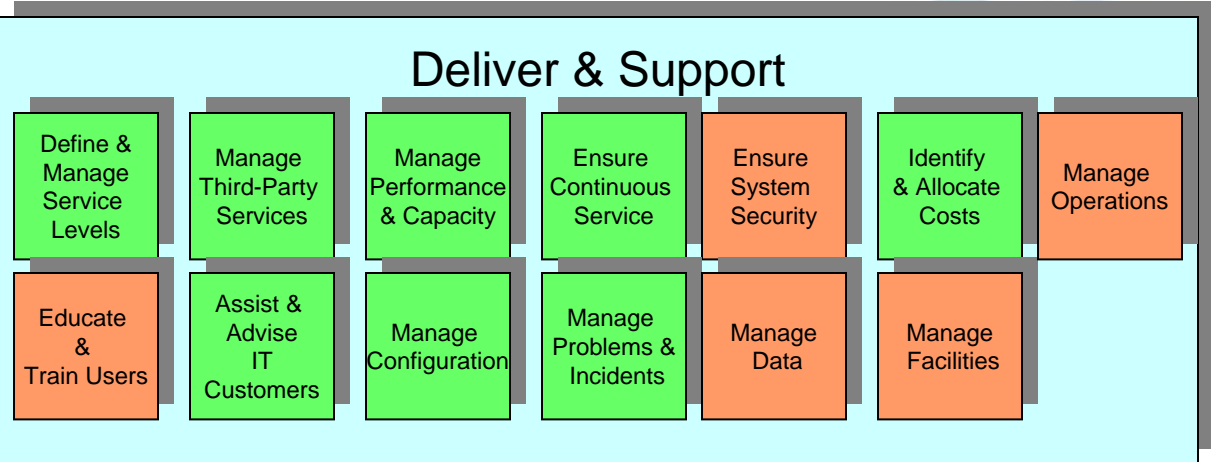 Deliver & Support
Define &
Manage
Service
Levels
Manage
Third-Party
Services
Manage
Performance
& Capacity
Ensure
Continuous
Service
Ensure
System
Security
Identify
& Allocate
Costs
Manage
Operations
Educate
&
Train Users
Assist &
Advise
IT
Customers
Manage
Configuration
Manage
Problems &
Incidents
Manage
Data
Manage
Facilities